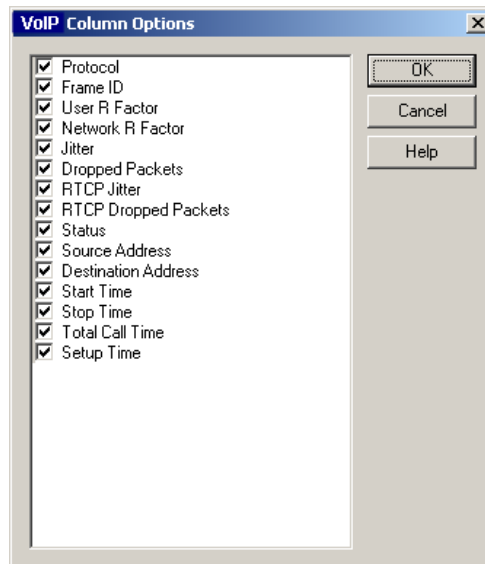 VoIP Column Options
Protocol
Frame ID
User R Factor
Network R Factor
Jitter
Dropped Packets
RTCP Jitter
RTCP Dropped Packets
Status
Source Address
Destination Address
Start Time
Stop Time
Total Call Time
Setup Time
OK
Cancel
Help